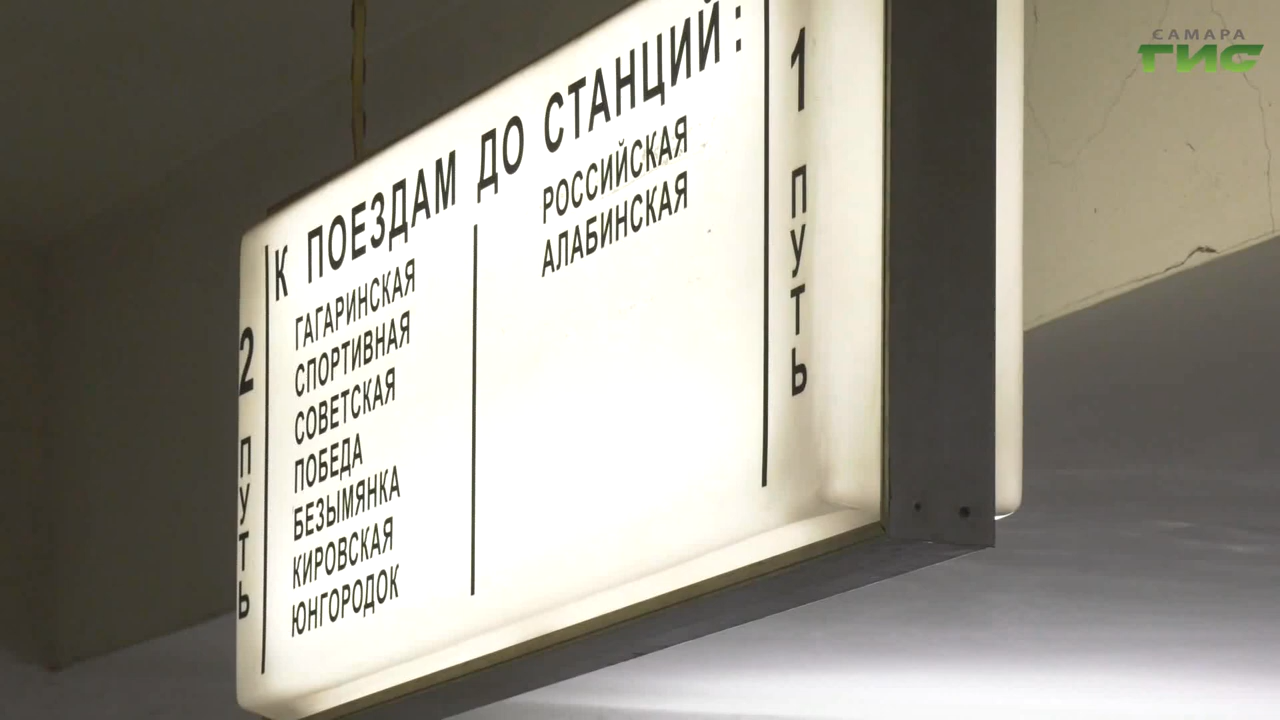 К ПОЕЗДАМ ДО СТАНЦИЙ:
2 ПУТЬ
ГАГАРИНСКАЯ
СПОРТИВНАЯ
СОВЕТСКАЯ
ПОБЕДА
БЕЗЫМЯНКА
КИРОВСКАЯ
ЮНГОРОДОК
РОССИЙСКАЯ
АЛАБИНСКАЯ
1 ПУТЬ
САМАРА
ГИС